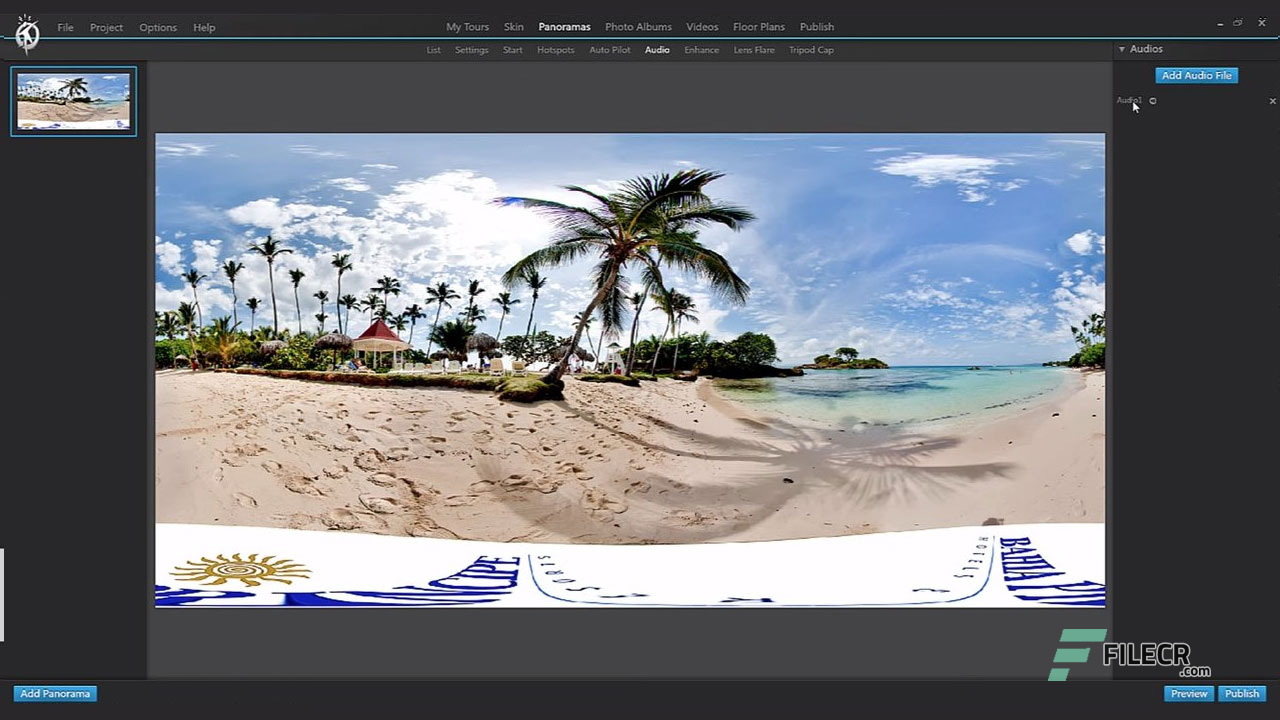 File Project Options Help My Tours Skin Panoramas Photo Albums Videos Floor Plans Publish
List Settings Start Hotspots Auto Pilot Audio Enhance Lens Flare Tripod Cap
Audios
Add Audio File
Audio1
BAHIA
HOTELS
FILECR
.com
Add Panorama
Preview Publish